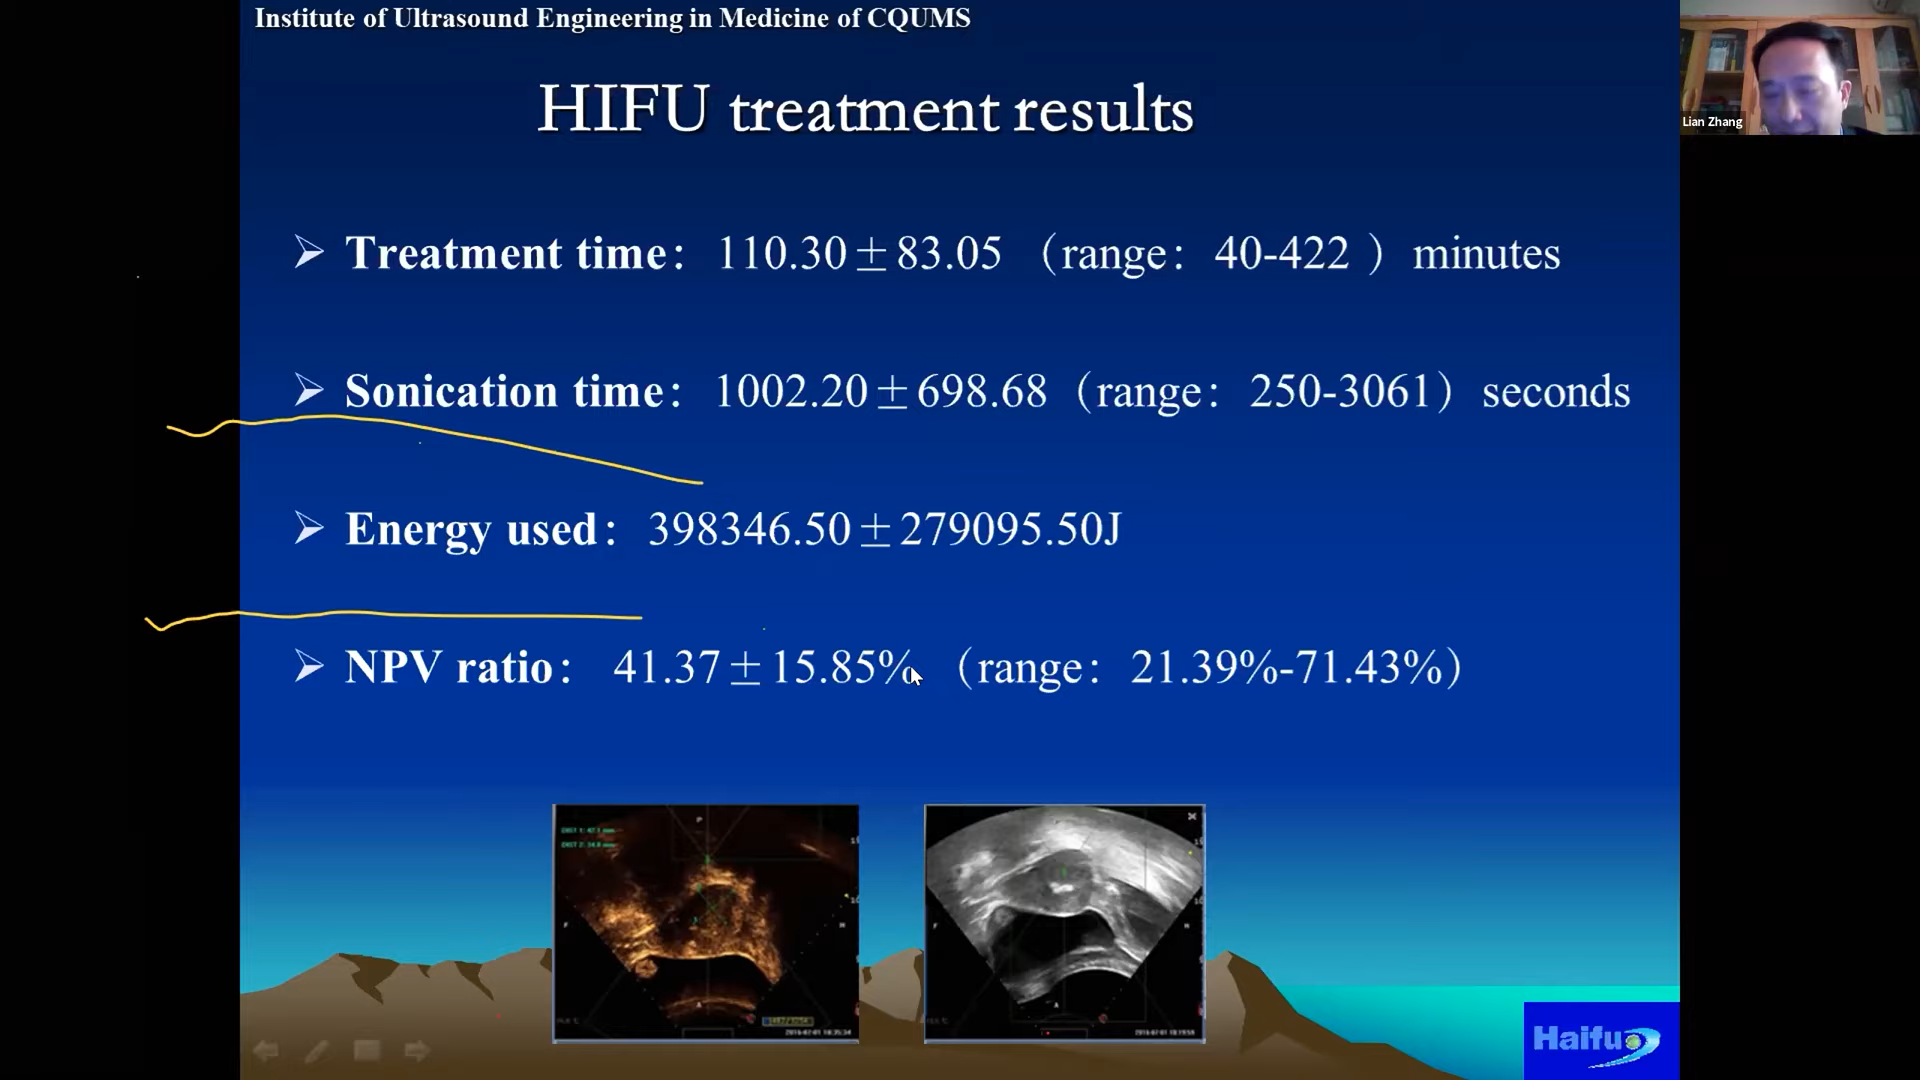 Institute of Ultrasound Engineering in Medicine of CQUMS
Lian Zhang
HIFU treatment results
Treatment time: 110.30±83.05 (range: 40-422) minutes
Sonication time: 1002.20±698.68 (range: 250-3061) seconds
Energy used: 398346.50±279095.50J
NPV ratio: 41.37±15.85% (range: 21.39%-71.43%)
P
F
H
A
F
H
A
Haifu